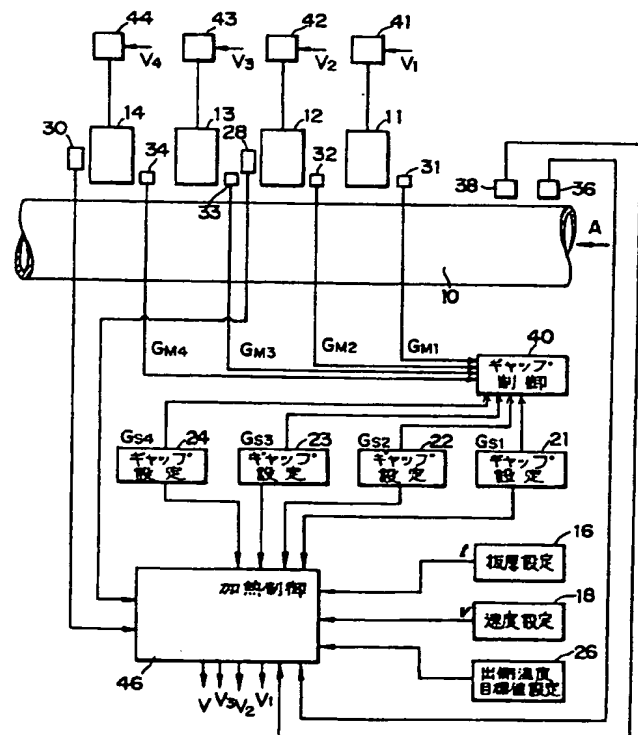 44
43
42
41
V4
V3
V2
V1
30
14
34
13
28
33
12
32
11
31
38
36
A
10
GM4
GM3
GM2
GM1
40
ギャップ
制御
GS4
24
GS3
23
GS2
22
GS1
21
ギャップ
設定
ギャップ
設定
ギャップ
設定
ギャップ
設定
加熱制御
46
t
16
板厚設定
v
18
速度設定
26
出側温度
目標値設定
V
V3
V2
V1